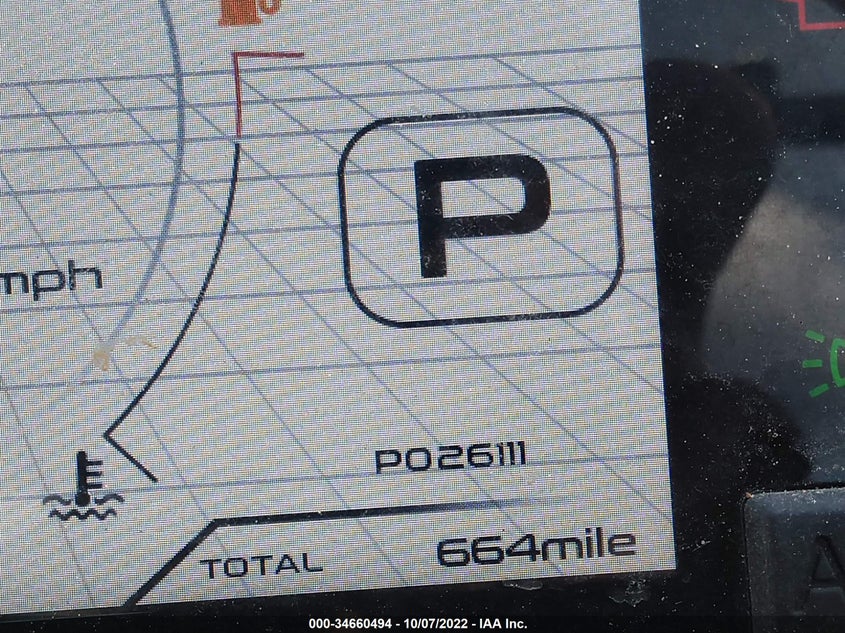 P
mph
P026111
TOTAL 664mile
A
000-34660494 - 10/07/2022 - IAA Inc.